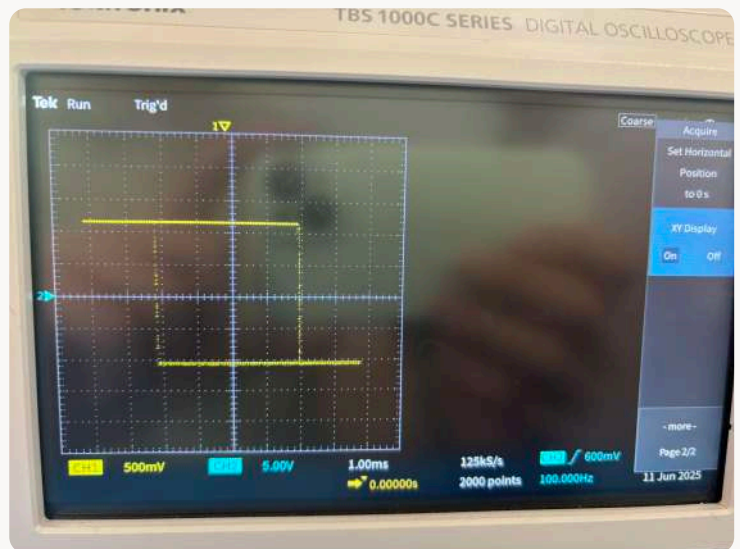 TBS 1000C SERIES DIGITAL OSCILLOSCOPE
Tek Run Trig'd
Coarse
1
Acquire
Set Horizontal
Position
to 0 s
XY Display
On Off
2
-more-
Page 2/2
CH1 500mV CH2 5.00V 1.00ms 125kS/s CH2 600mV
0.00000s 2000 points 100.000Hz 11 Jun 2025